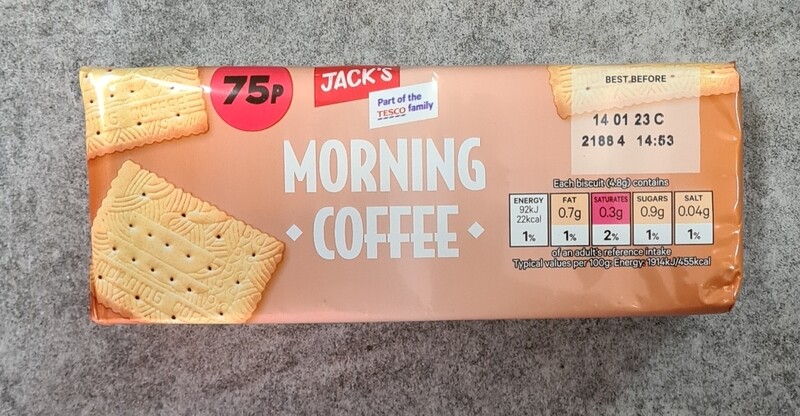 75P
JACK'S
Part of the
TESCO family
MORNING
COFFEE
BEST BEFORE
14 01 23 C
2188 4 14:53
Each biscuit (4.8g) contains
ENERGY FAT SATURATES SUGARS SALT
92kJ 0.7g 0.3g 0.9g 0.04g
22kcal
1% 1% 2% 1% 1%
of an adult's reference intake
Typical values per 100g: Energy 1914kJ/455kcal